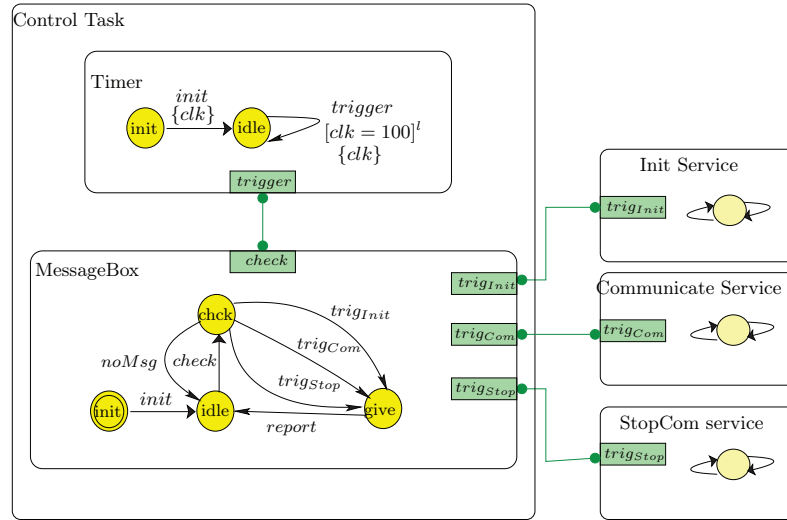 Control Task
Timer
init
{clk}
init
idle
trigger
[clk = 100]^l
{clk}
trigger
check
MessageBox
chck
trig_Init
trig_Com
trig_Stop
noMsg
check
init
init
idle
give
report
trig_Init
trig_Com
trig_Stop
Init Service
trig_Init
Communicate Service
trig_Com
StopCom service
trig_Stop